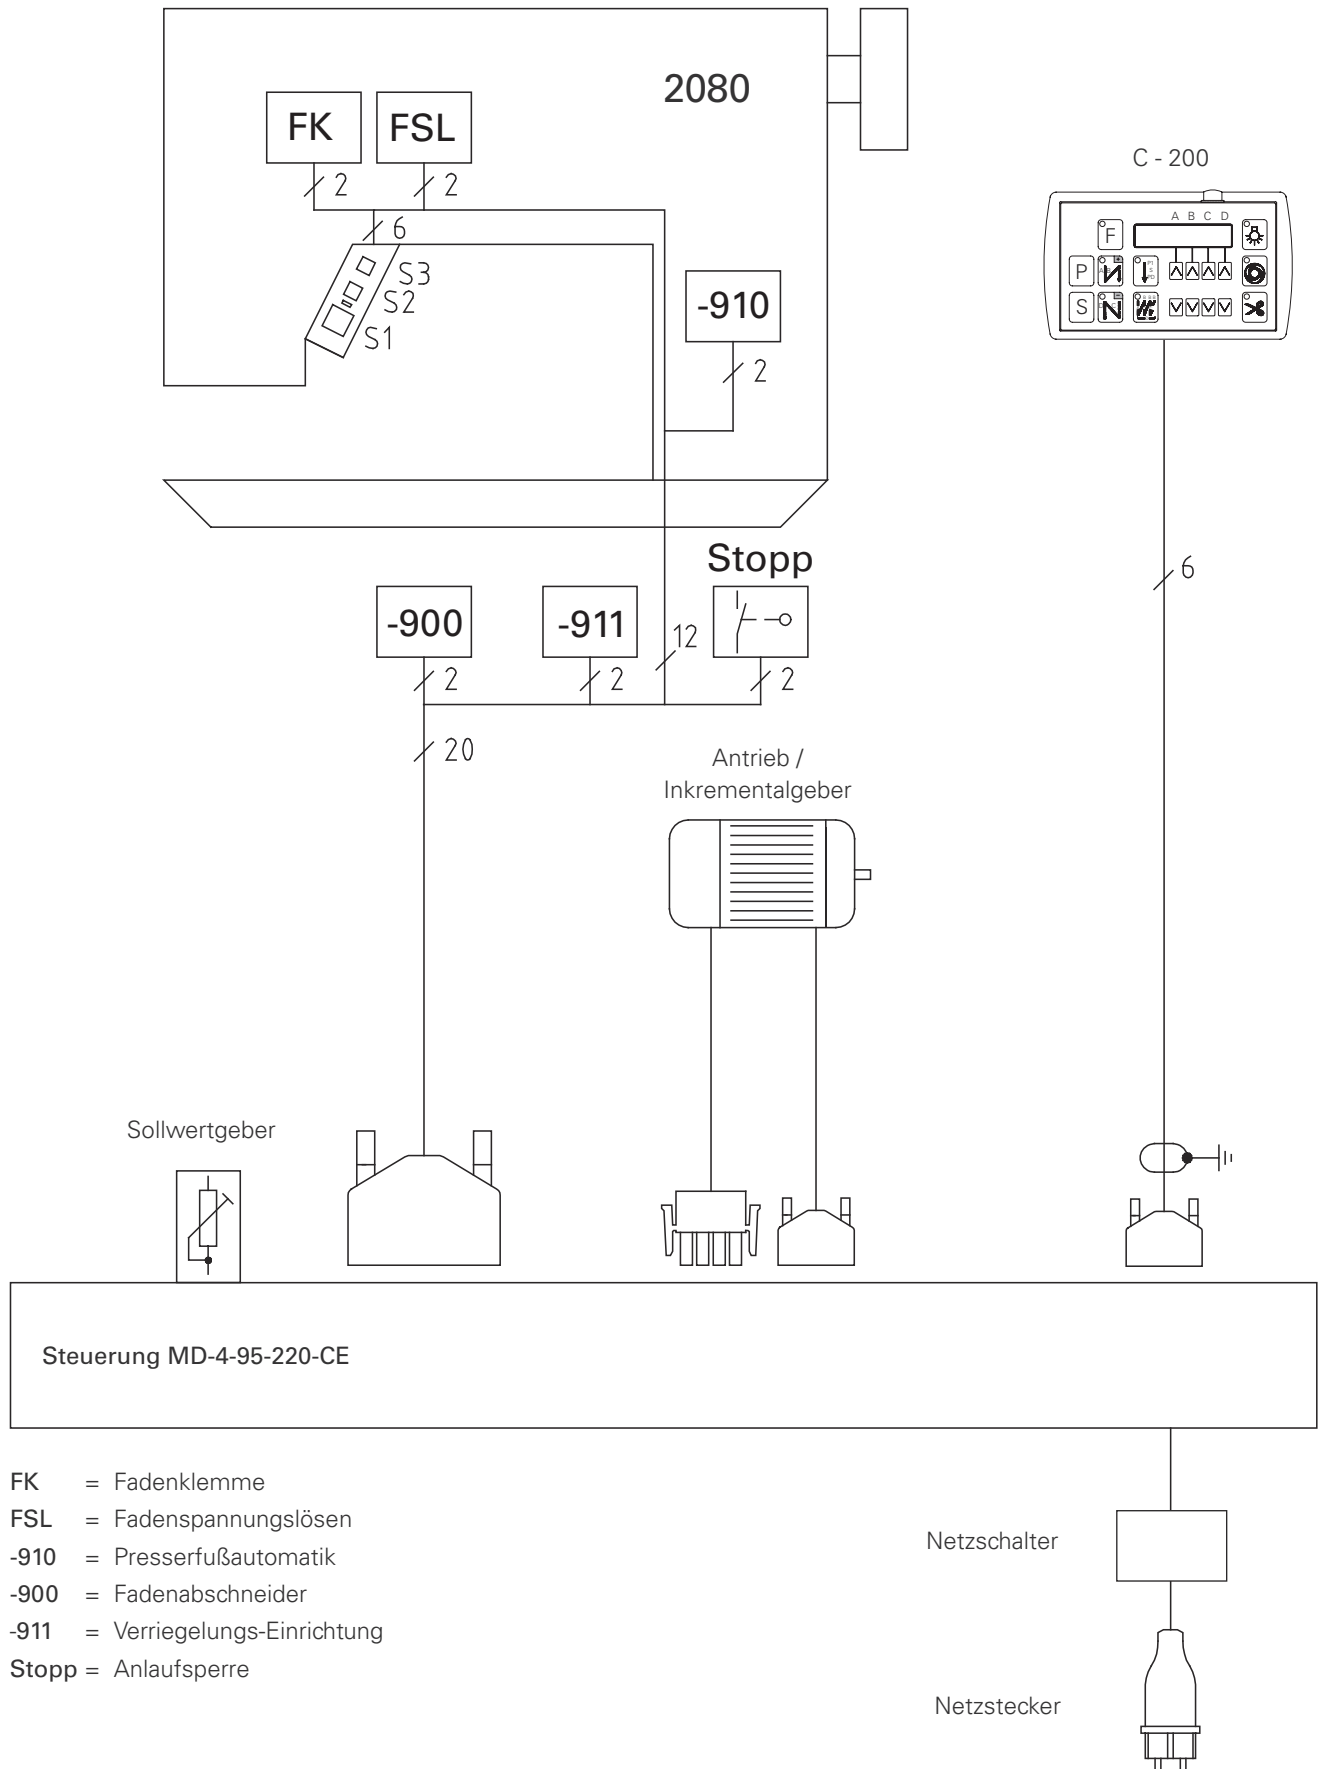 2080
FK
FSL
2
2
6
S3
S2
S1
-910
2
C - 200
A B C D
F
P
S
6
Stopp
-900
-911
12
2
2
2
20
Antrieb /
Inkrementalgeber
Sollwertgeber
Steuerung MD-4-95-220-CE
FK = Fadenklemme
FSL = Fadenspannungslösen
-910 = Presserfußautomatik
-900 = Fadenabschneider
-911 = Verriegelungs-Einrichtung
Stopp = Anlaufsperre
Netzschalter
Netzstecker